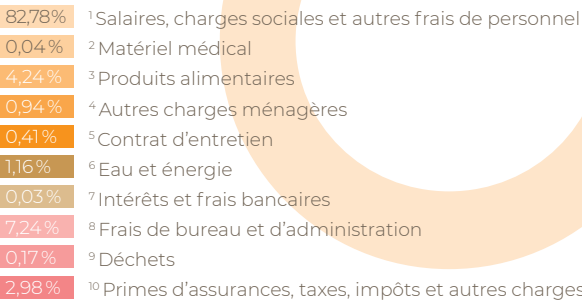 82,78% ¹ Salaires, charges sociales et autres frais de personnel
0,04% ² Matériel médical
4,24% ³ Produits alimentaires
0,94% ⁴ Autres charges ménagères
0,41% ⁵ Contrat d'entretien
1,16% ⁶ Eau et énergie
0,03% ⁷ Intérêts et frais bancaires
7,24% ⁸ Frais de bureau et d'administration
0,17% ⁹ Déchets
2,98% ¹⁰ Primes d'assurances, taxes, impôts et autres charges